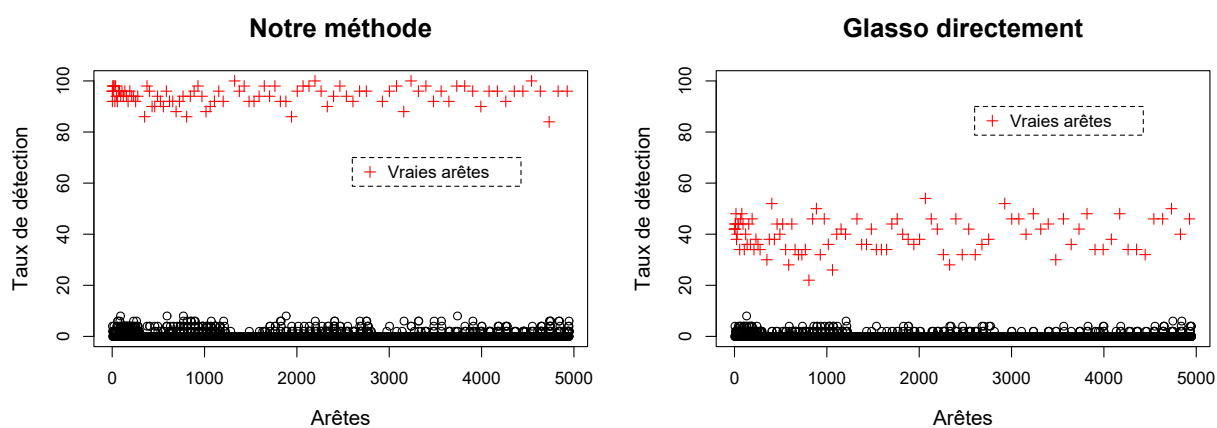 Notre méthode
Taux de détection
100
80
60
40
20
0
Vraies arêtes
0 1000 2000 3000 4000 5000
Arêtes
Glasso directement
Taux de détection
100
80
60
40
20
0
Vraies arêtes
0 1000 2000 3000 4000 5000
Arêtes